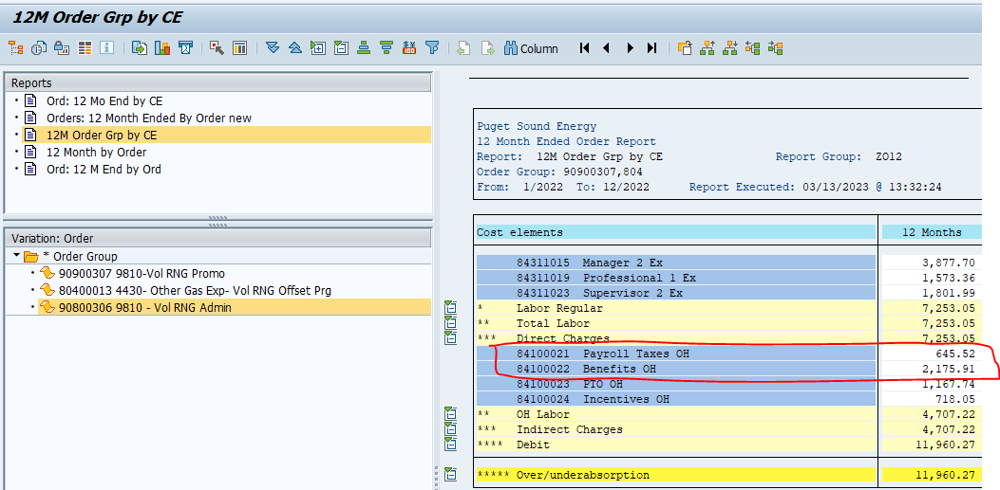 12M Order Grp by CE
Column
Reports
Ord: 12 Mo End by CE
Orders: 12 Month Ended By Order new
12M Order Grp by CE
12 Month by Order
Ord: 12 M End by Ord
Variation: Order
* Order Group
90900307 9810-Vol RNG Promo
80400013 4430- Other Gas Exp- Vol RNG Offset Prg
90800306 9810 - Vol RNG Admin
Puget Sound Energy
12 Month Ended Order Report
Report: 12M Order Grp by CE Report Group: ZO12
Order Group: 90900307,804
From: 1/2022 To: 12/2022 Report Executed: 03/13/2023 @ 13:32:24
Cost elements 12 Months
84311015 Manager 2 Ex 3,877.70
84311019 Professional 1 Ex 1,573.36
84311023 Supervisor 2 Ex 1,801.99
* Labor Regular 7,253.05
** Total Labor 7,253.05
*** Direct Charges 7,253.05
84100021 Payroll Taxes OH 645.52
84100022 Benefits OH 2,175.91
84100023 PTO OH 1,167.74
84100024 Incentives OH 718.05
** OH Labor 4,707.22
*** Indirect Charges 4,707.22
**** Debit 11,960.27
***** Over/underabsorption 11,960.27